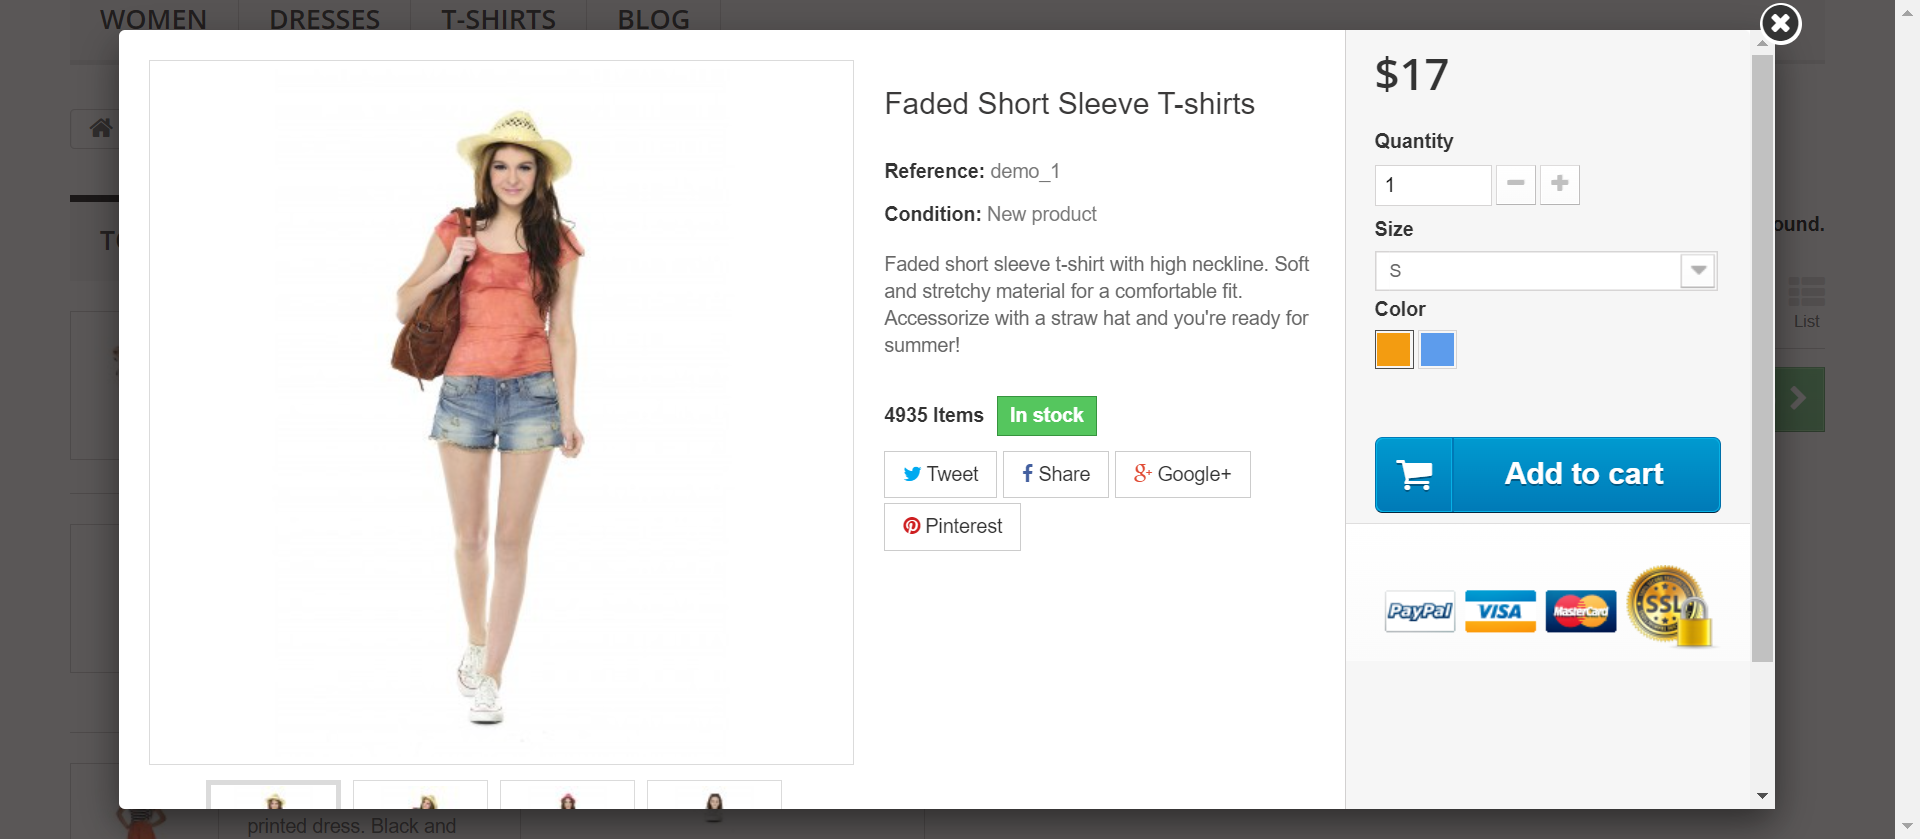 WOMEN DRESSES T-SHIRTS BLOG
Faded Short Sleeve T-shirts
Reference: demo_1
Condition: New product
Faded short sleeve t-shirt with high neckline. Soft
and stretchy material for a comfortable fit.
Accessorize with a straw hat and you're ready for
summer!
4935 Items In stock
Tweet Share Google+
Pinterest
$17
Quantity
1
Size
S
Color
Add to cart
PayPal VISA MasterCard SSL
ound.
List
printed dress. Black and